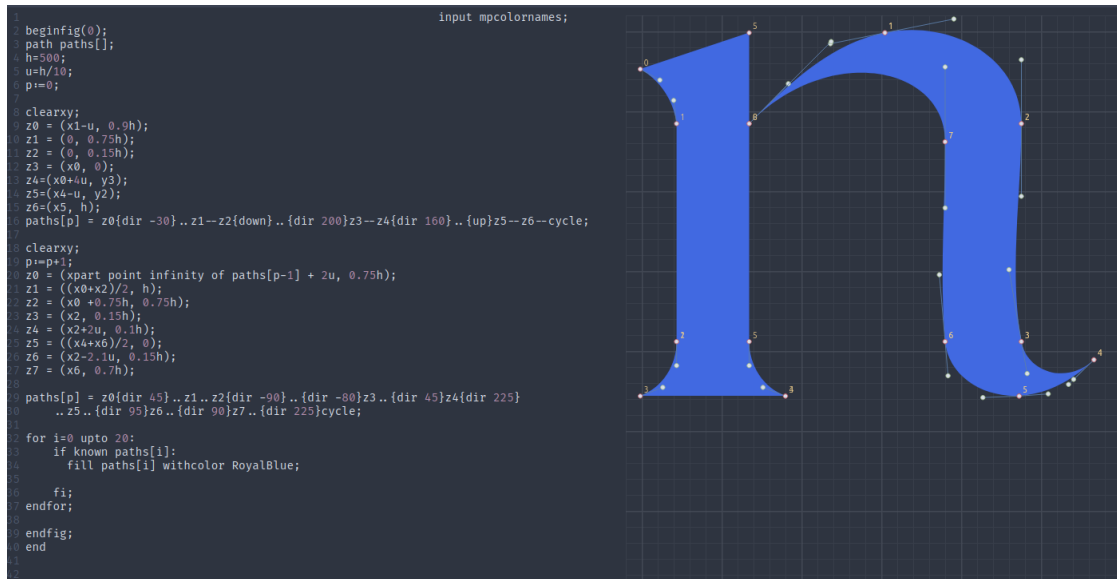 input mpcolornames;
beginfig(0);
path paths[];
h=500;
u=h/10;
p:=0;
clearxy;
z0 = (x1-u, 0.9h);
z1 = (0, 0.75h);
z2 = (0, 0.15h);
z3 = (x0, 0);
z4=(x0+4u, y3);
z5=(x4-u, y2);
z6=(x5, h);
paths[p] = z0{dir -30}..z1--z2{down}..{dir 200}z3--z4{dir 160}..{up}z5--z6--cycle;
clearxy;
p:=p+1;
z0 = (xpart point infinity of paths[p-1] + 2u, 0.75h);
z1 = ((x0+x2)/2, h);
z2 = (x0 +0.75h, 0.75h);
z3 = (x2, 0.15h);
z4 = (x2+2u, 0.1h);
z5 = ((x4+x6)/2, 0);
z6 = (x2-2.1u, 0.15h);
z7 = (x6, 0.7h);
paths[p] = z0{dir 45}..z1..z2{dir -90}..{dir -80}z3..{dir 45}z4{dir 225}
..z5..{dir 95}z6..{dir 90}z7..{dir 225}cycle;
for i=0 upto 20:
if known paths[i]:
fill paths[i] withcolor RoyalBlue;
fi;
endfor;
endfig;
end